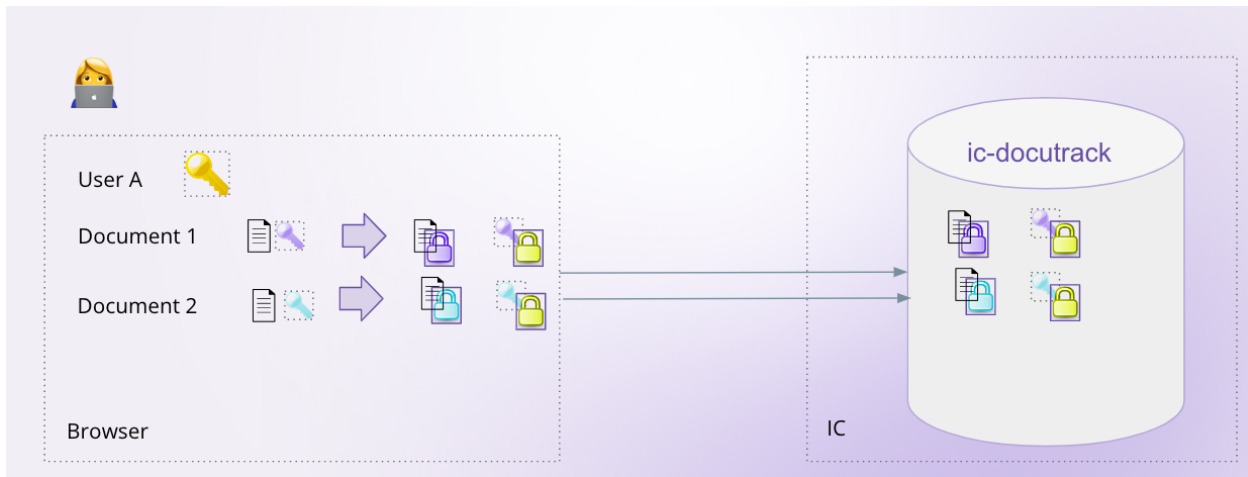 ic-docutrack
User A
Document 1
Document 2
Browser
IC